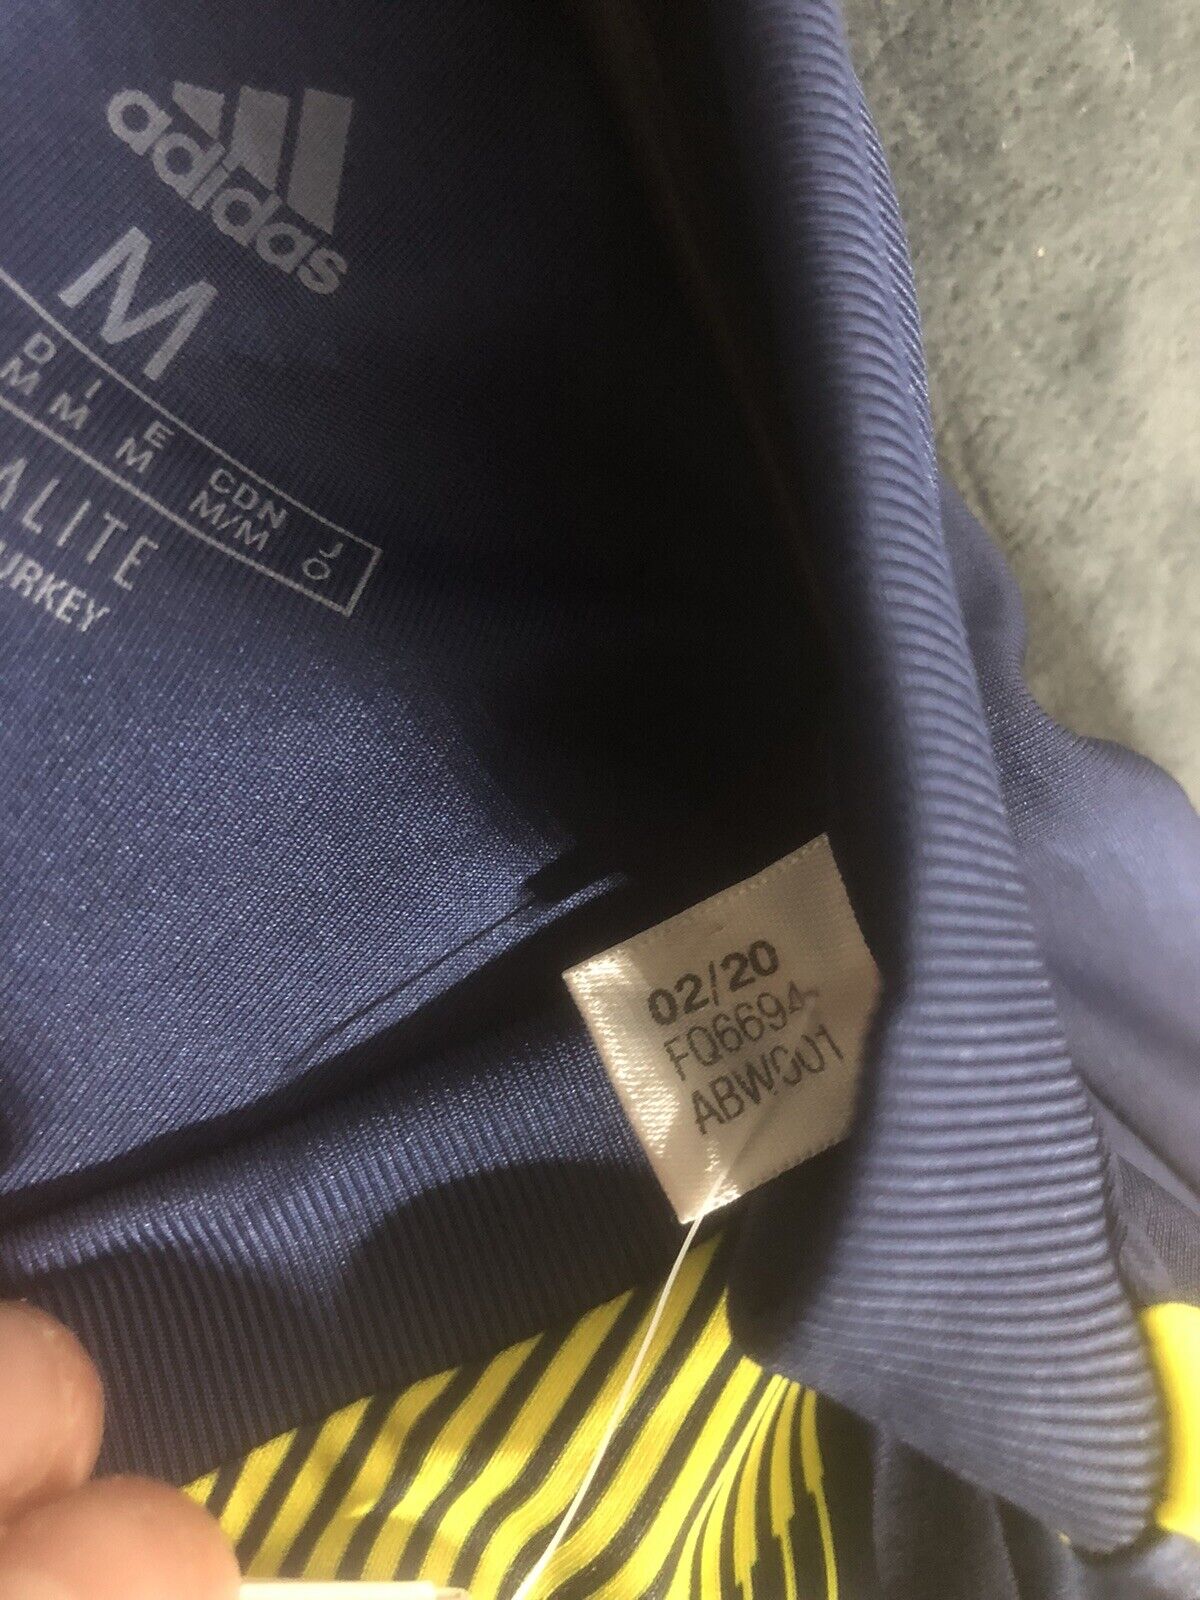 adidas
M
D I E CDN J
M M M M/M O
ALITE
URKEY
02/20
FQ6694
ABW001